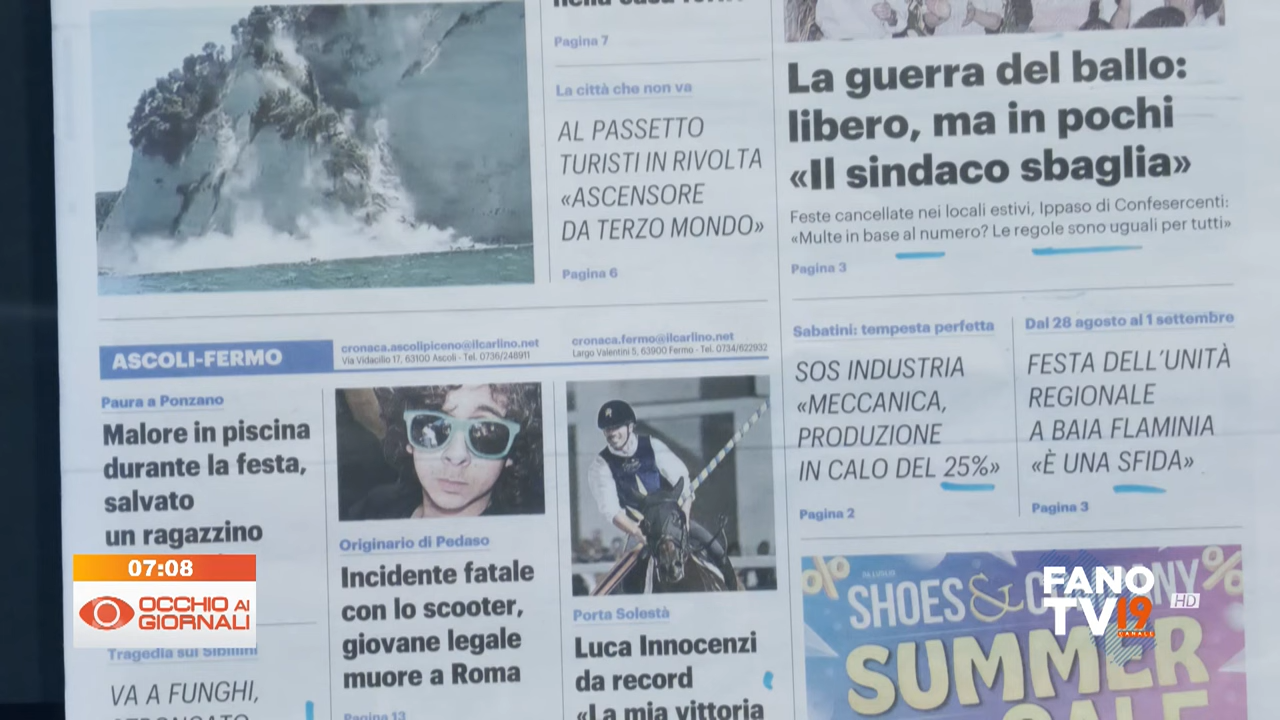 Pagina 7
La città che non va
AL PASSETTO
TURISTI IN RIVOLTA
«ASCENSORE
DA TERZO MONDO»
Pagina 6
La guerra del ballo:
libero, ma in pochi
«Il sindaco sbaglia»
Feste cancellate nei locali estivi, Ippaso di Confesercenti:
«Multe in base al numero? Le regole sono uguali per tutti»
Pagina 3
Sabatini: tempesta perfetta
SOS INDUSTRIA
«MECCANICA,
PRODUZIONE
IN CALO DEL 25%»
Pagina 2
Dal 28 agosto al 1 settembre
FESTA DELL'UNITÀ
REGIONALE
A BAIA FLAMINIA
«È UNA SFIDA»
Pagina 3
ASCOLI-FERMO
cronaca.ascolipiceno@ilcarlino.net
Via Vidacilio 17, 63100 Ascoli - Tel. 0736/248911
cronaca.fermo@ilcarlino.net
Largo Valentini 5, 63900 Fermo - Tel. 0734/622932
Paura a Ponzano
Malore in piscina
durante la festa,
salvato
un ragazzino
Tragedia sui Sibillini
VA A FUNGHI,
STRONCATO
Originario di Pedaso
Incidente fatale
con lo scooter,
giovane legale
muore a Roma
Pagina 13
Porta Solestà
Luca Innocenzi
da record
«La mia vittoria
SHOES &
SUMMER
SALE
07:08
OCCHIO AI
GIORNALI
FANO
TV19
CANALE
HD